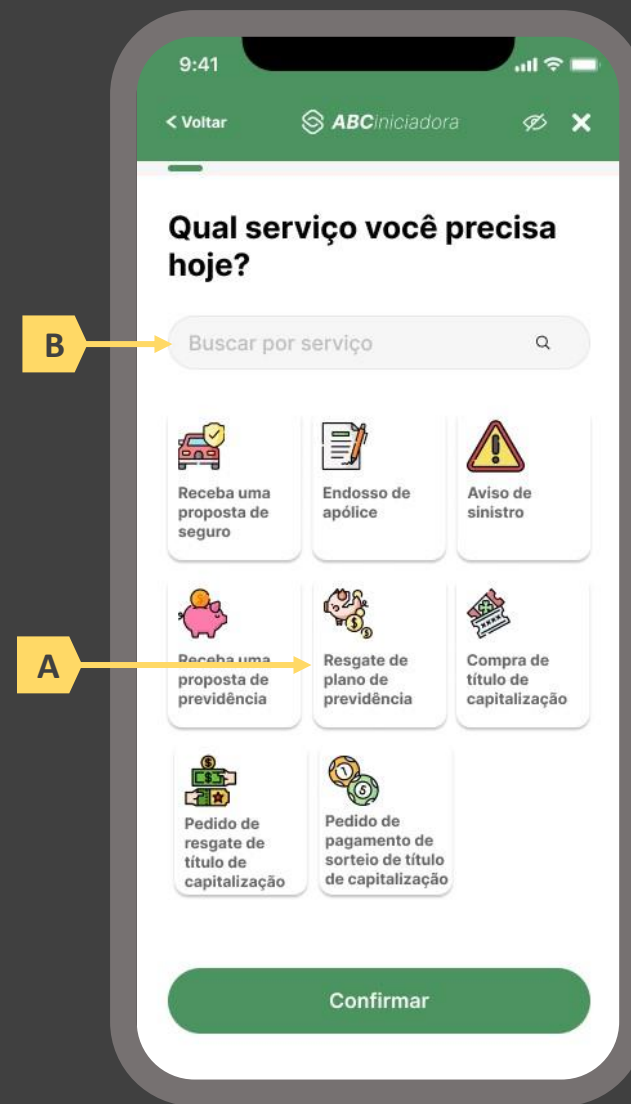 9:41
< Voltar
ABCiniciadora
Qual serviço você precisa
hoje?
B
Buscar por serviço
Receba uma
proposta de
seguro
Endosso de
apólice
Aviso de
sinistro
A
Receba uma
proposta de
previdência
Resgate de
plano de
previdência
Compra de
título de
capitalização
Pedido de
resgate de
título de
capitalização
Pedido de
pagamento de
sorteio de título
de capitalização
Confirmar